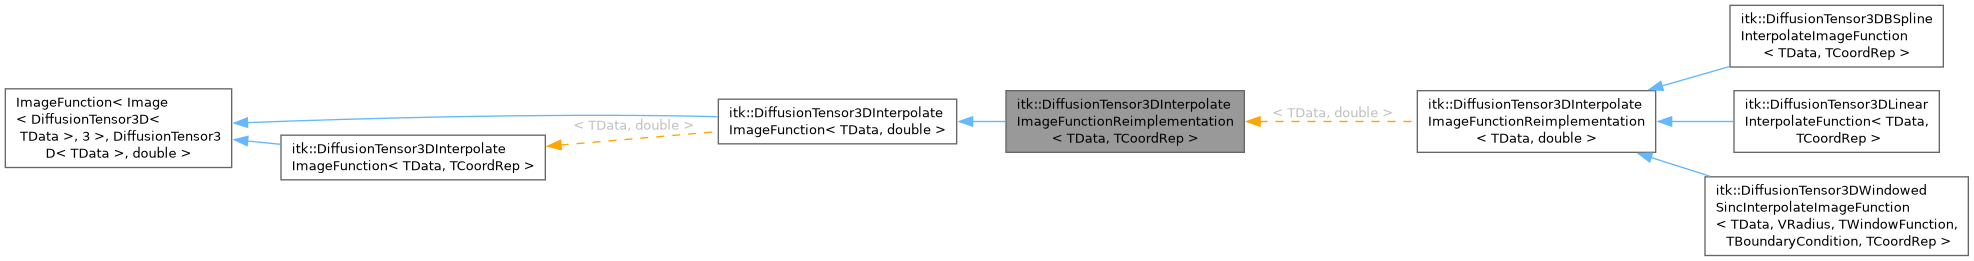 ImageFunction< Image
< DiffusionTensor3D<
TData >, 3 >, DiffusionTensor3
D< TData >, double >
itk::DiffusionTensor3DInterpolate
ImageFunction< TData, TCoordRep >
< TData, double >
itk::DiffusionTensor3DInterpolate
ImageFunction< TData, double >
itk::DiffusionTensor3DInterpolate
ImageFunctionReimplementation
< TData, TCoordRep >
< TData, double >
itk::DiffusionTensor3DInterpolate
ImageFunctionReimplementation
< TData, double >
itk::DiffusionTensor3DBSpline
InterpolateImageFunction
< TData, TCoordRep >
itk::DiffusionTensor3DLinear
InterpolateFunction< TData,
TCoordRep >
itk::DiffusionTensor3DWindowed
SincInterpolateImageFunction
< TData, VRadius, TWindowFunction,
TBoundaryCondition, TCoordRep >